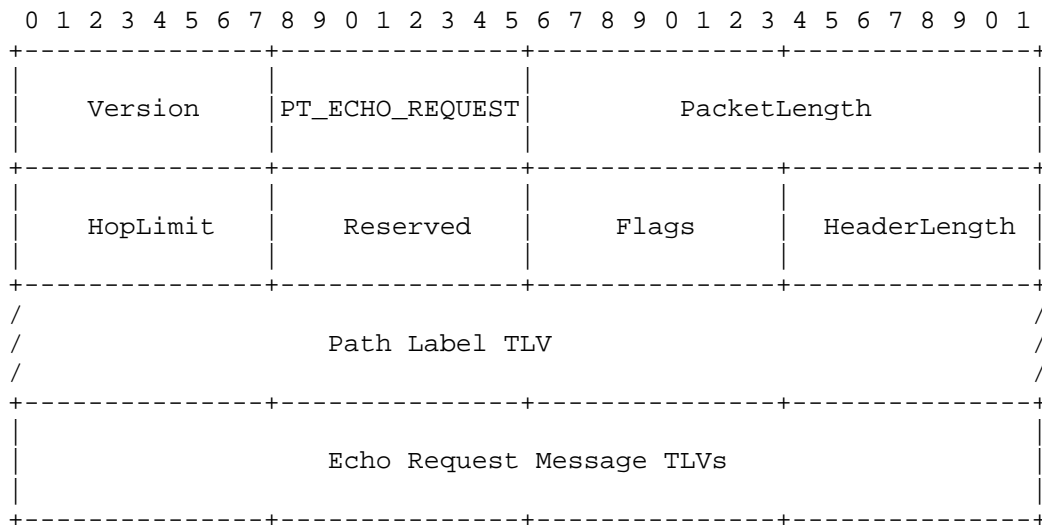 0 1 2 3 4 5 6 7 8 9 0 1 2 3 4 5 6 7 8 9 0 1 2 3 4 5 6 7 8 9 0 1
Version PT_ECHO_REQUEST PacketLength
HopLimit Reserved Flags HeaderLength
Path Label TLV
Echo Request Message TLVs